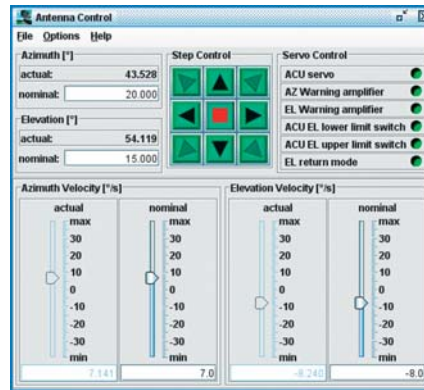 Antenna Control
File Options Help
Azimuth [°]
actual: 43.528
nominal: 20.000
Elevation [°]
actual: 54.119
nominal: 15.000
Step Control
Servo Control
ACU servo
AZ Warning amplifier
EL Warning amplifier
ACU EL lower limit switch
ACU EL upper limit switch
EL return mode
Azimuth Velocity [°/s]
actual nominal
max max
30 30
20 20
10 10
0 0
-10 -10
-20 -20
-30 -30
min min
7.141 7.0
Elevation Velocity [°/s]
actual nominal
max max
30 30
20 20
10 10
0 0
-10 -10
-20 -20
-30 -30
min min
-8.240 -8.0